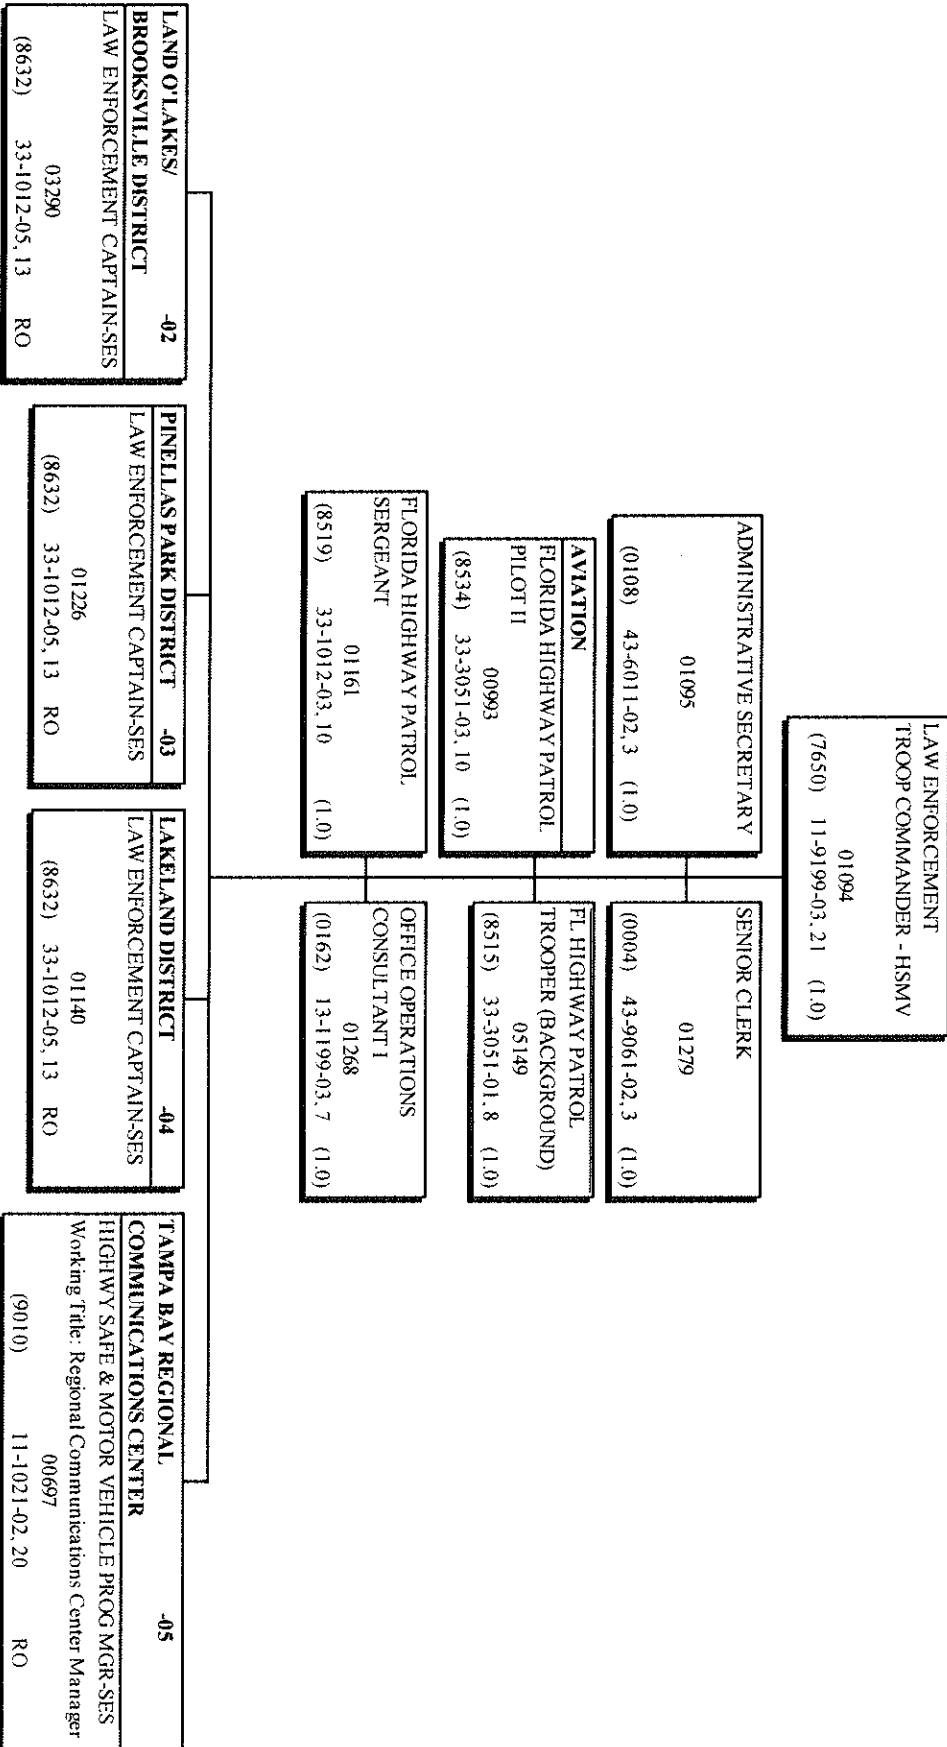 LAW ENFORCEMENT
TROOP COMMANDER - HSMV
01094
(7650) 11-9199-03, 21 (1.0)
ADMINISTRATIVE SECRETARY
01095
(0108) 43-6011-02, 3 (1.0)
SENIOR CLERK
01279
(0004) 43-9061-02, 3 (1.0)
AVIATION
FLORIDA HIGHWAY PATROL
PILOT II
00993
(8534) 33-3051-03, 10 (1.0)
FL HIGHWAY PATROL
TROOPER (BACKGROUND)
05149
(8515) 33-3051-01, 8 (1.0)
FLORIDA HIGHWAY PATROL
SERGEANT
01161
(8519) 33-1012-03, 10 (1.0)
OFFICE OPERATIONS
CONSULTANT I
01268
(0162) 13-1199-03, 7 (1.0)
LAND O'LAKES/
BROOKSVILLE DISTRICT -02
LAW ENFORCEMENT CAPTAIN-SES
03290
(8632) 33-1012-05, 13 RO
PINELLAS PARK DISTRICT -03
LAW ENFORCEMENT CAPTAIN-SES
01226
(8632) 33-1012-05, 13 RO
LAKELAND DISTRICT -04
LAW ENFORCEMENT CAPTAIN-SES
01140
(8632) 33-1012-05, 13 RO
TAMPA BAY REGIONAL
COMMUNICATIONS CENTER -05
HIGHWY SAFE & MOTOR VEHICLE PROG MGR-SES
Working Title: Regional Communications Center Manager
00697
(9010) 11-1021-02, 20 RO